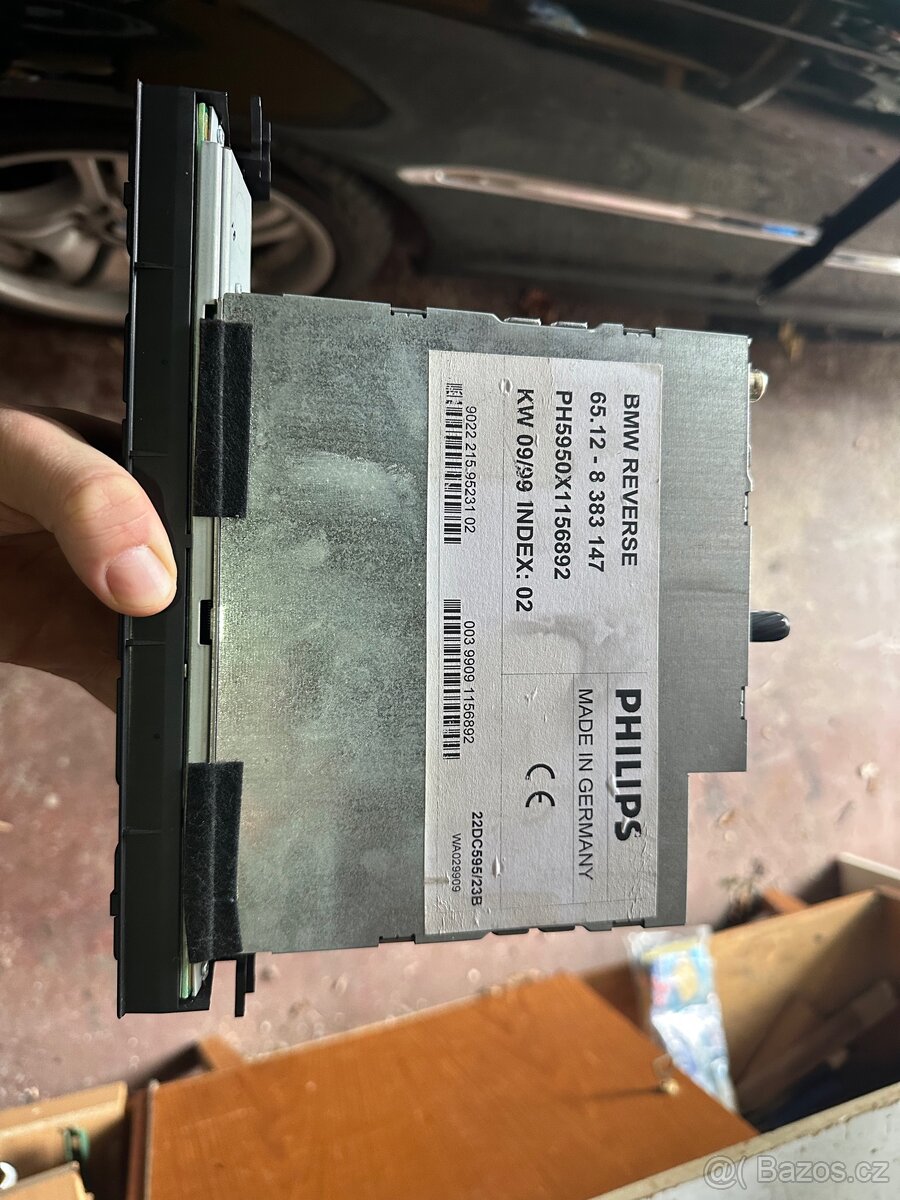 BMW REVERSE
65.12 - 8 383 147
PH5950X1156892
KW 09/99 INDEX: 02
PHILIPS
MADE IN GERMANY
CE
9022 215.95231 02
003 9909 1156892
22DC595/23B
WA029909
@( Bazos.cz